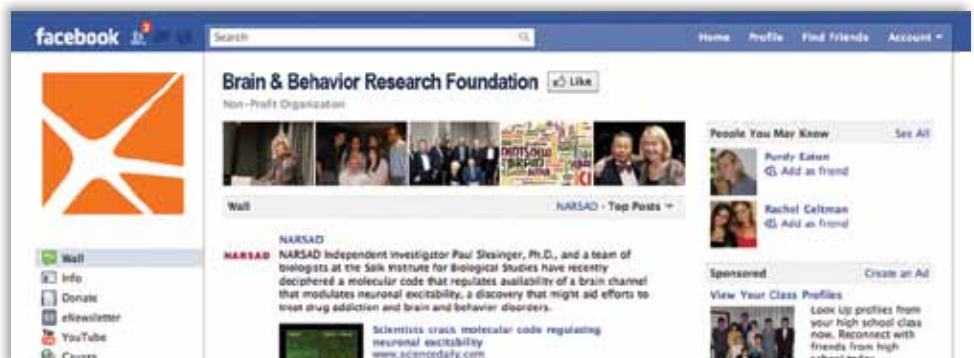 facebook
3
Search
Home Profile Find Friends Account
Brain & Behavior Research Foundation
Like
Non-Profit Organization
BRAIN
Wall
NARSAD · Top Posts
NARSAD
NARSAD
NARSAD Independent Investigator Paul Slesinger, Ph.D., and a team of
biologists at the Salk Institute for Biological Studies have recently
deciphered a molecular code that regulates availability of a brain channel
that modulates neuronal excitability, a discovery that might aid efforts to
treat drug addiction and brain and behavior disorders.
Scientists crack molecular code regulating
neuronal excitability
www.sciencedaily.com
Wall
Info
Donate
eNewsletter
YouTube
Causes
People You May Know
See All
Purdy Eaton
Add as friend
Rachel Celtman
Add as friend
Sponsored
Create an Ad
View Your Class Profiles
Look up profiles from
your high school class
now. Reconnect with
friends from high
school today